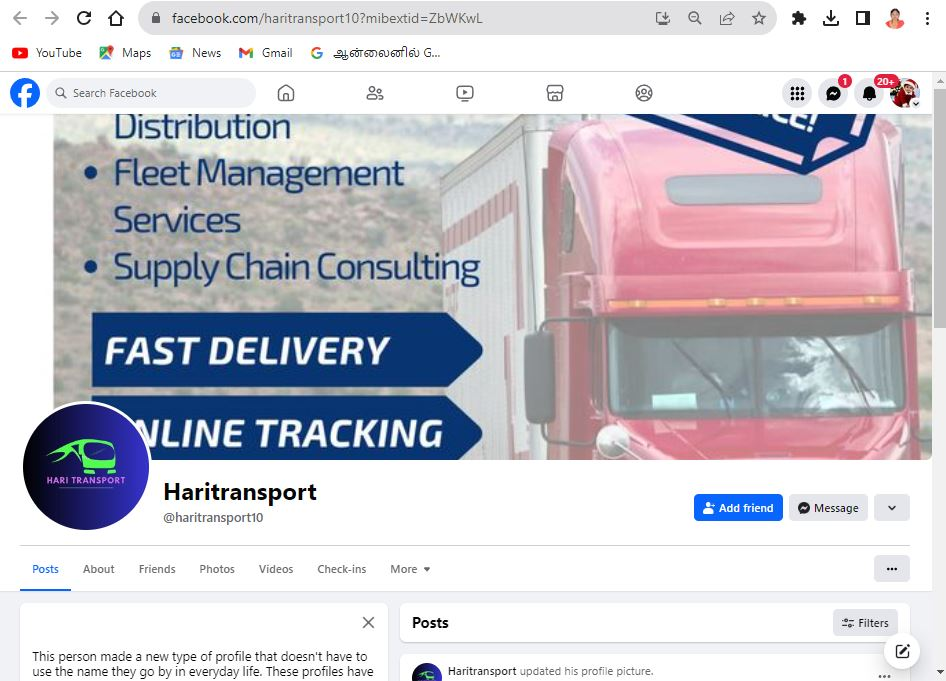 facebook.com/haritransport10?mibextid=ZbWKwL
YouTube Maps News Gmail ஆன்லைனில் G...
Search Facebook
1
20+
Distribution
• Fleet Management
Services
• Supply Chain Consulting
FAST DELIVERY
NLINE TRACKING
HARI TRANSPORT
Haritransport
@haritransport10
Add friend Message
Posts About Friends Photos Videos Check-ins More
This person made a new type of profile that doesn't have to
use the name they go by in everyday life. These profiles have
Posts Filters
Haritransport updated his profile picture.